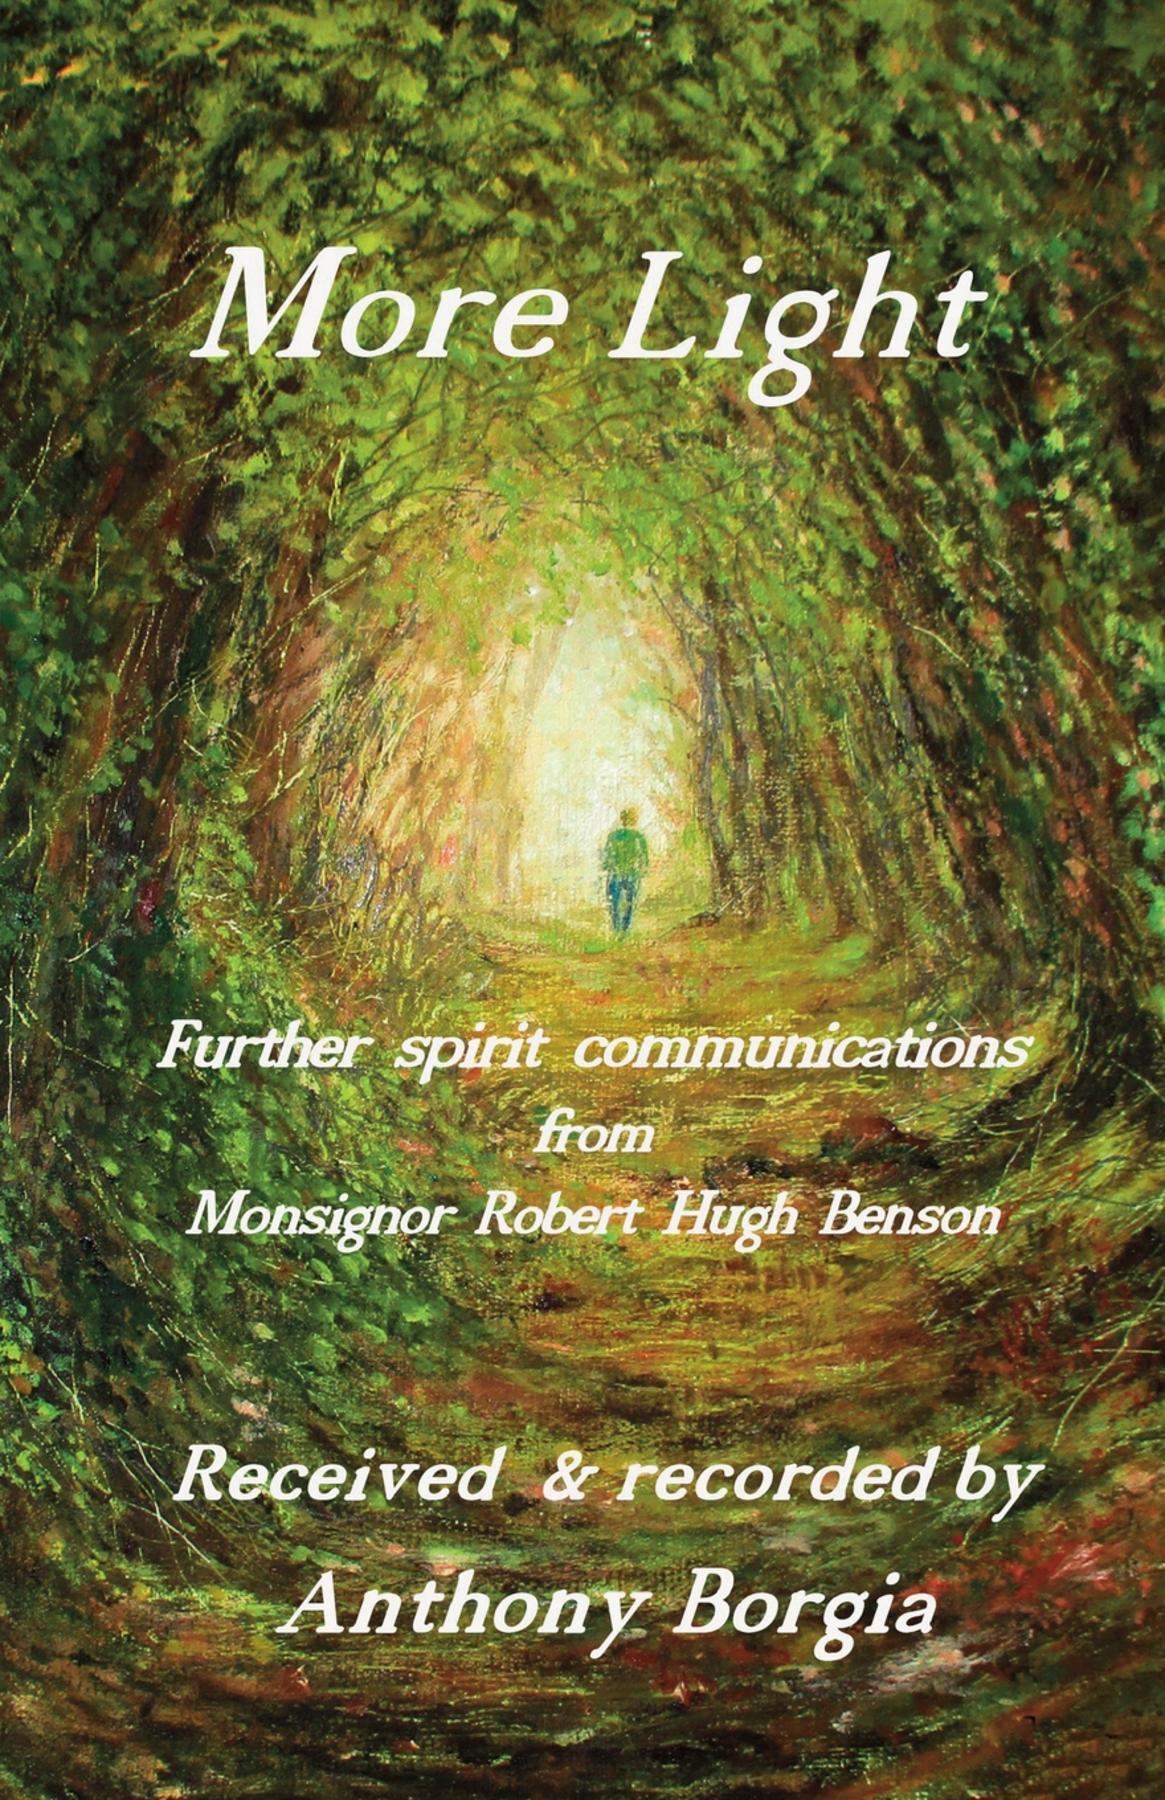 More Light
Further spirit communications
from
Monsignor Robert Hugh Benson
Received & recorded by
Anthony Borgia